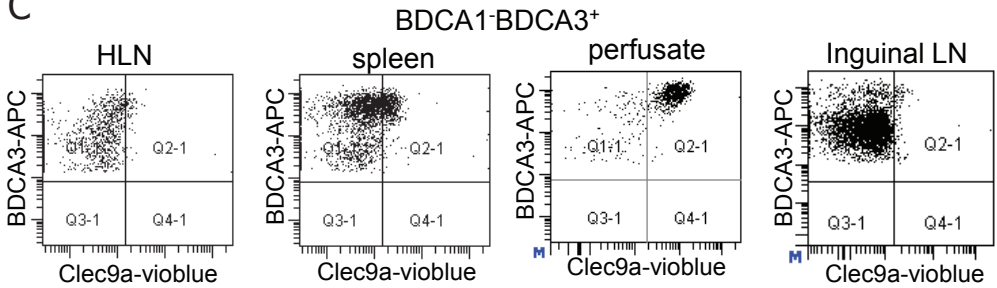 C
BDCA1-BDCA3+
HLN
spleen
perfusate
Inguinal LN
BDCA3-APC
Q1-1
Q2-1
Q3-1
Q4-1
Clec9a-vioblue
BDCA3-APC
Q1-1
Q2-1
Q3-1
Q4-1
Clec9a-vioblue
BDCA3-APC
Q1-1
Q2-1
Q3-1
Q4-1
M
Clec9a-vioblue
BDCA3-APC
Q2-1
Q3-1
Q4-1
M
Clec9a-vioblue